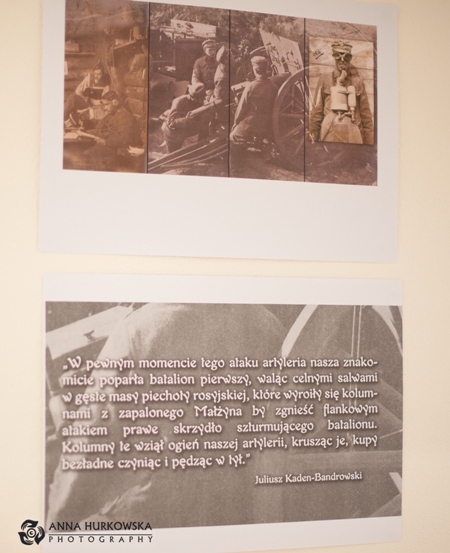 „W pewnym momencie tego ataku artyleria nasza znako-
micie poparła batalion pierwszy, waląc celnymi salwami
w gęste masy piechoły rosyjskiej, które wyroiły się kolum-
nami z zapalonego Małżyna by zgnieść flankowym
atakiem prawe skrzydło szturmującego batalionu.
Kolumny te wziął ogień naszej artylerii, krusząc je, kupy
bezładne czyniąc i pędząc w tył."
Juliusz Kaden-Bandrowski
ANNA HURKOWSKA
PHOTOGRAPHY